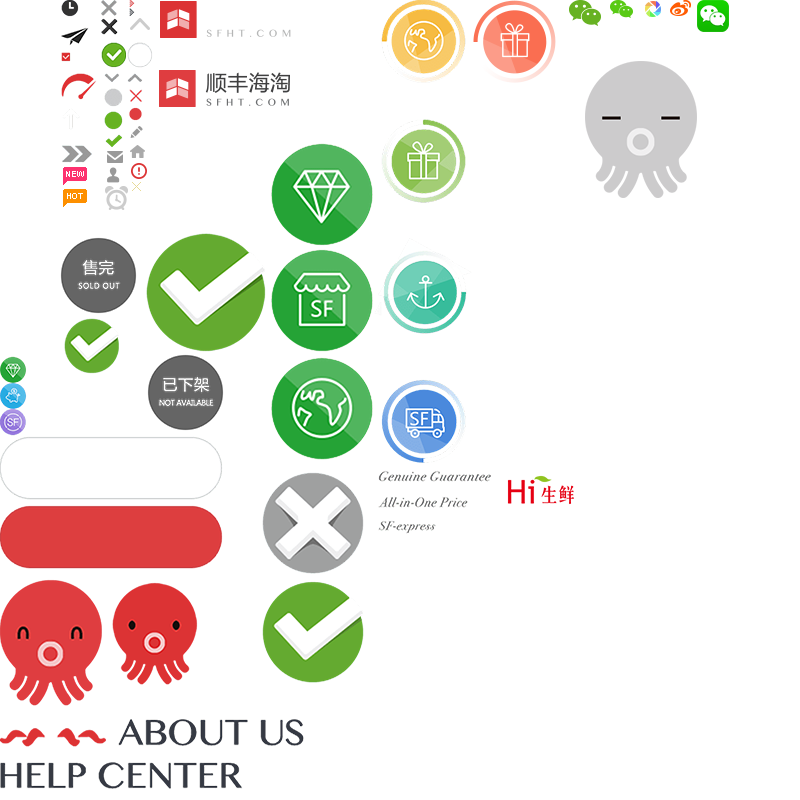 SFHT.COM
顺丰海淘
SFHT.COM
NEW
HOT
售完
SOLD OUT
SF
已下架
NOT AVAILABLE
SF
SF
Genuine Guarantee
All-in-One Price
SF-express
Hi生鲜
ABOUT US
HELP CENTER